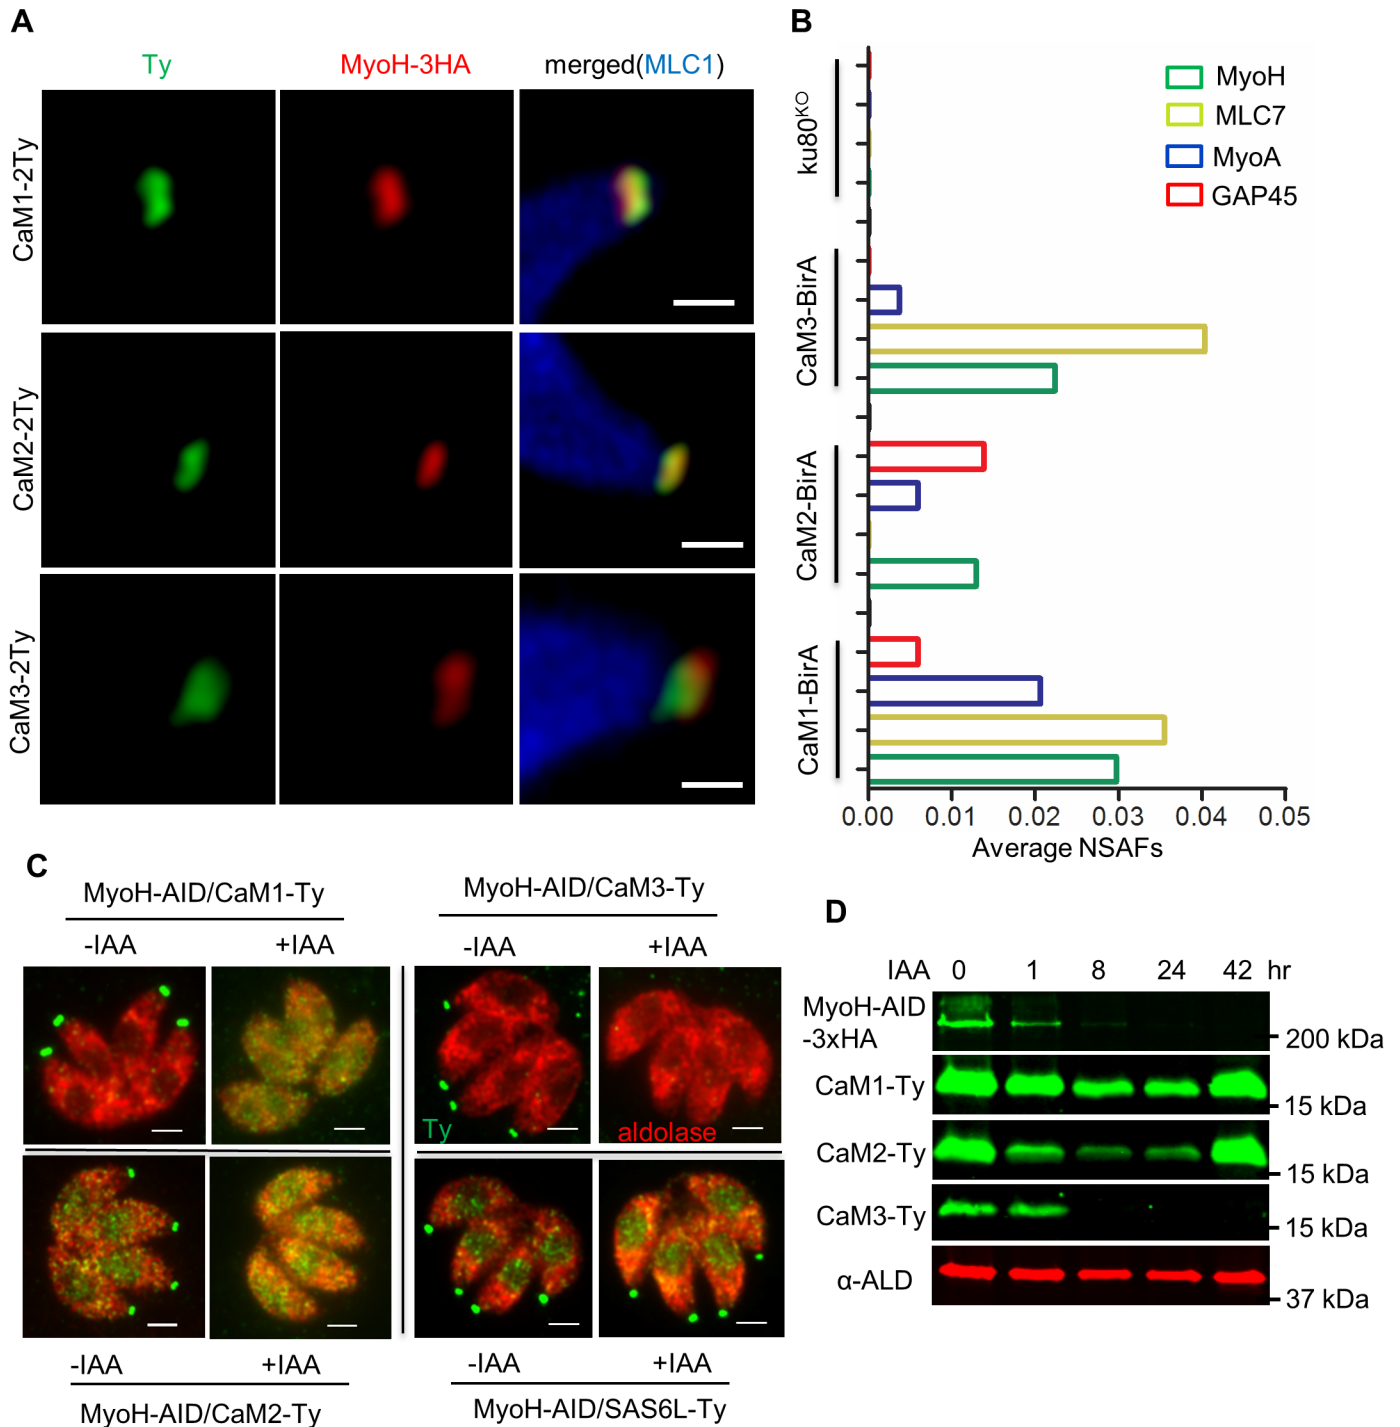 A
Ty
MyoH-3HA
merged(MLC1)
CaM1-2Ty
CaM2-2Ty
CaM3-2Ty
B
MyoH
MLC7
MyoA
GAP45
ku80KO
CaM3-BirA
CaM2-BirA
CaM1-BirA
0.00 0.01 0.02 0.03 0.04 0.05
Average NSAFs
C
MyoH-AID/CaM1-Ty
-IAA +IAA
MyoH-AID/CaM3-Ty
-IAA +IAA
Ty
aldolase
-IAA +IAA
MyoH-AID/CaM2-Ty
-IAA +IAA
MyoH-AID/SAS6L-Ty
D
IAA 0 1 8 24 42 hr
MyoH-AID
-3xHA
200 kDa
CaM1-Ty
15 kDa
CaM2-Ty
15 kDa
CaM3-Ty
15 kDa
α-ALD
37 kDa